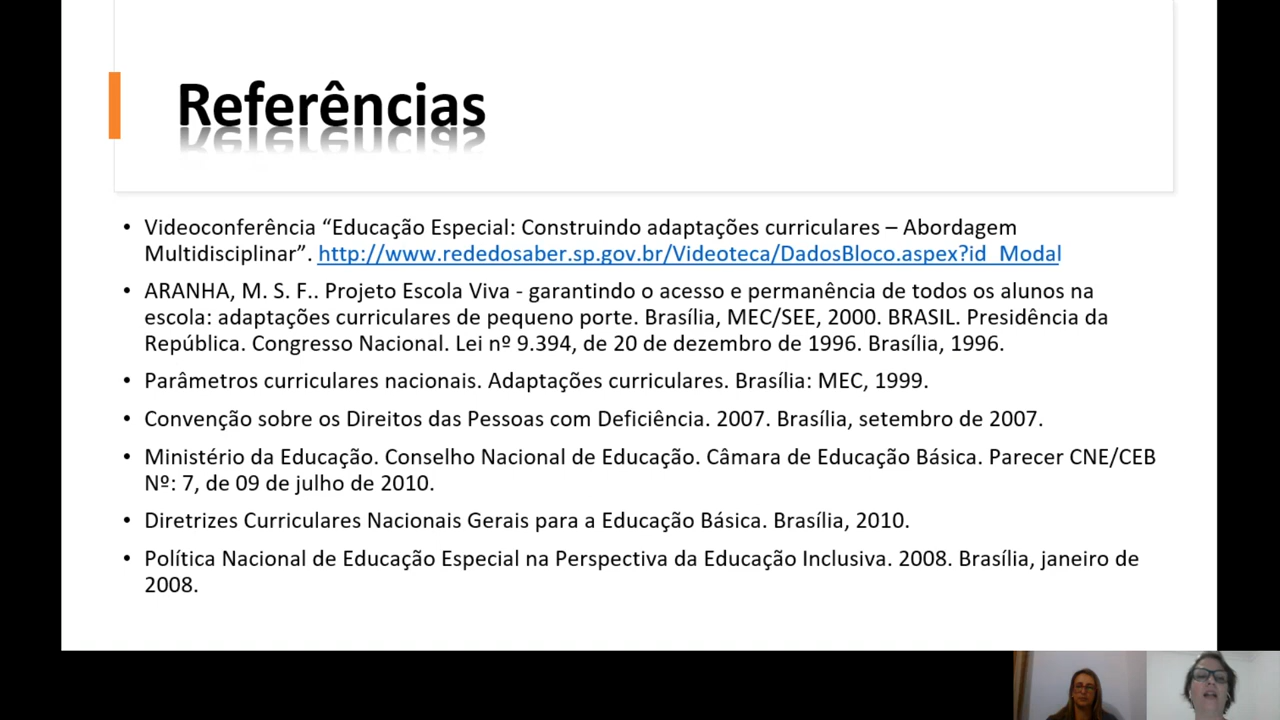 Referências
• Videoconferência “Educação Especial: Construindo adaptações curriculares – Abordagem
Multidisciplinar”. http://www.rededosaber.sp.gov.br/Videoteca/DadosBloco.aspex?id_Modal
• ARANHA, M. S. F.. Projeto Escola Viva - garantindo o acesso e permanência de todos os alunos na
escola: adaptações curriculares de pequeno porte. Brasília, MEC/SEE, 2000. BRASIL. Presidência da
República. Congresso Nacional. Lei nº 9.394, de 20 de dezembro de 1996. Brasília, 1996.
• Parâmetros curriculares nacionais. Adaptações curriculares. Brasília: MEC, 1999.
• Convenção sobre os Direitos das Pessoas com Deficiência. 2007. Brasília, setembro de 2007.
• Ministério da Educação. Conselho Nacional de Educação. Câmara de Educação Básica. Parecer CNE/CEB
Nº: 7, de 09 de julho de 2010.
• Diretrizes Curriculares Nacionais Gerais para a Educação Básica. Brasília, 2010.
• Política Nacional de Educação Especial na Perspectiva da Educação Inclusiva. 2008. Brasília, janeiro de
2008.